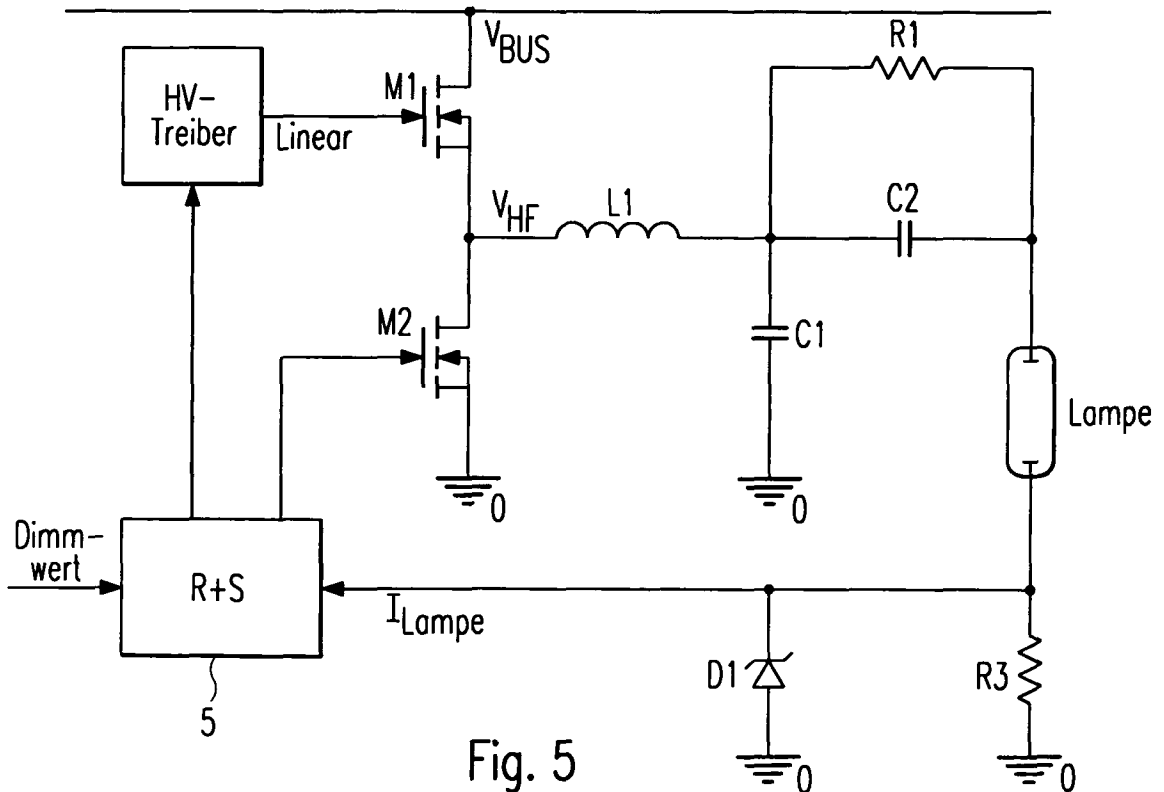 V_BUS
R1
HV-
Treiber
M1
Linear
V_HF
L1
C2
M2
C1
Lampe
0
0
Dimm-
wert
R+S
I_Lampe
5
D1
R3
0
0
Fig. 5